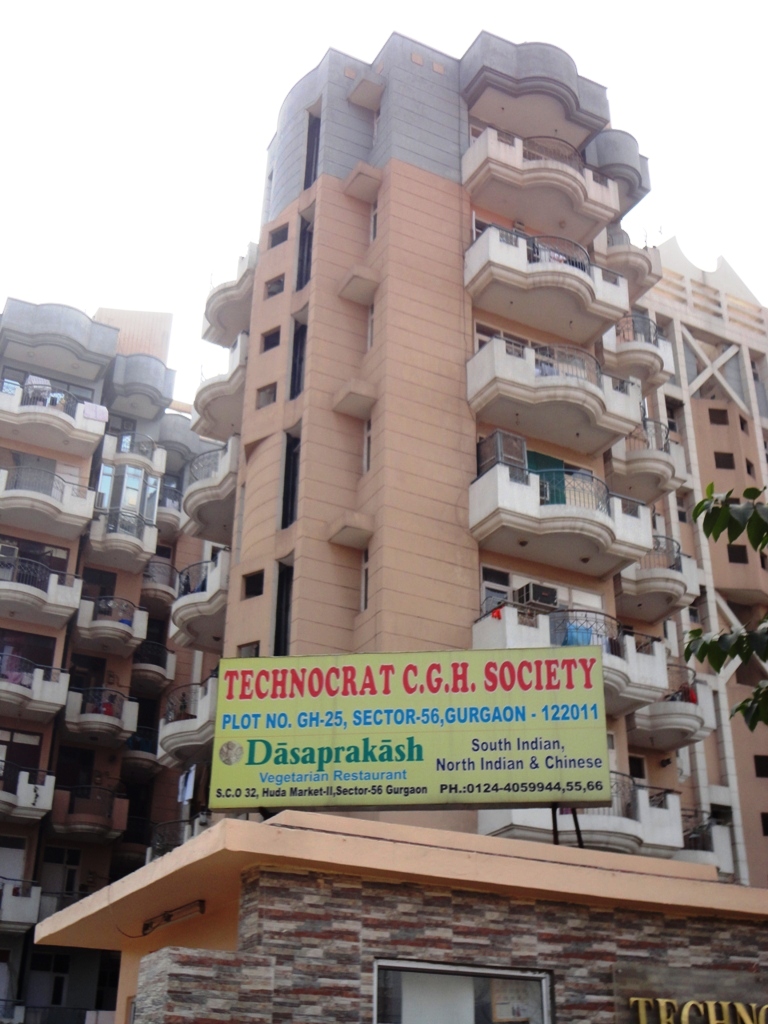 TECHNOCRAT C.G.H. SOCIETY
PLOT NO. GH-25, SECTOR-56,GURGAON - 122011
Dāsaprakāsh
Vegetarian Restaurant
South Indian,
North Indian & Chinese
S.C.O 32, Huda Market-II,Sector-56 Gurgaon
PH.:0124-4059944,55,66
TECHNO